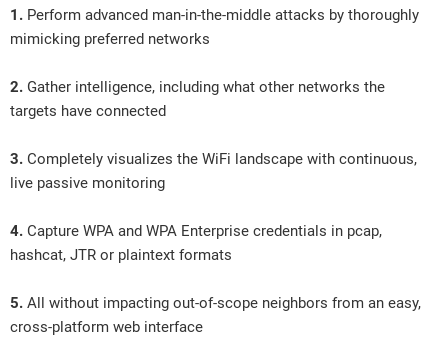 1. Perform advanced man-in-the-middle attacks by thoroughly
mimicking preferred networks
2. Gather intelligence, including what other networks the
targets have connected
3. Completely visualizes the WiFi landscape with continuous,
live passive monitoring
4. Capture WPA and WPA Enterprise credentials in pcap,
hashcat, JTR or plaintext formats
5. All without impacting out-of-scope neighbors from an easy,
cross-platform web interface